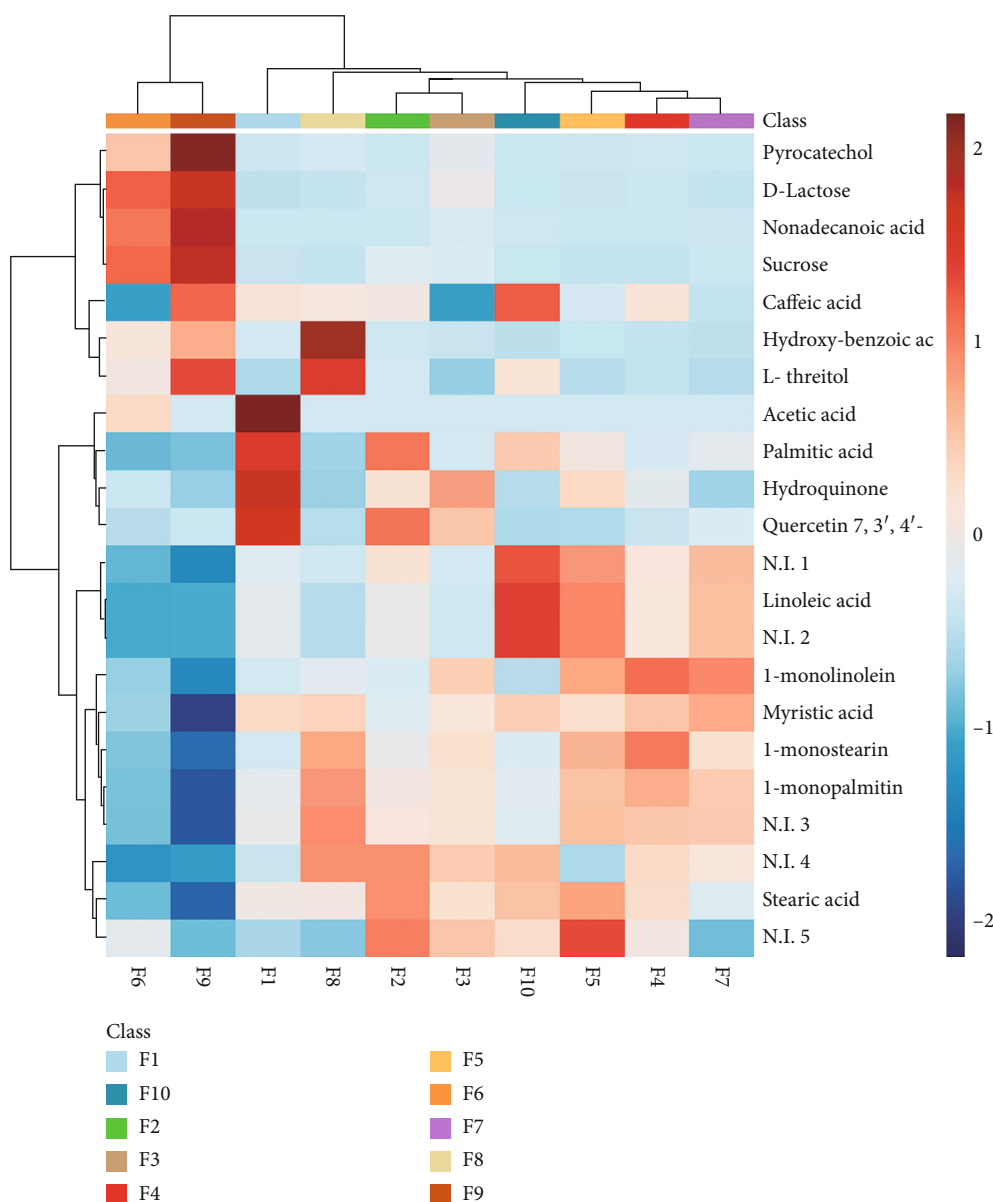 Class
Pyrocatechol
D-Lactose
Nonadecanoic acid
Sucrose
Caffeic acid
Hydroxy-benzoic ac
L- threitol
Acetic acid
Palmitic acid
Hydroquinone
Quercetin 7, 3′, 4′-
N.I. 1
Linoleic acid
N.I. 2
1-monolinolein
Myristic acid
1-monostearin
1-monopalmitin
N.I. 3
N.I. 4
Stearic acid
N.I. 5
2
1
0
−1
−2
F6 F9 F1 F8 F2 F3 F10 F5 F4 F7
Class
F1
F10
F2
F3
F4
F5
F6
F7
F8
F9